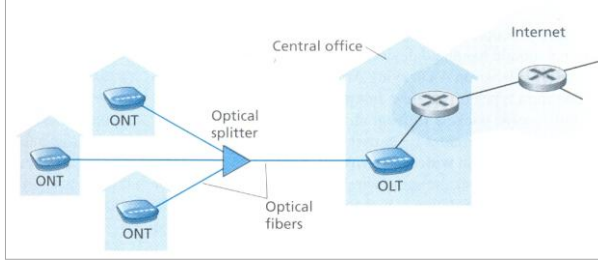 Internet
Central office
ONT
Optical
splitter
ONT
OLT
Optical
fibers
ONT